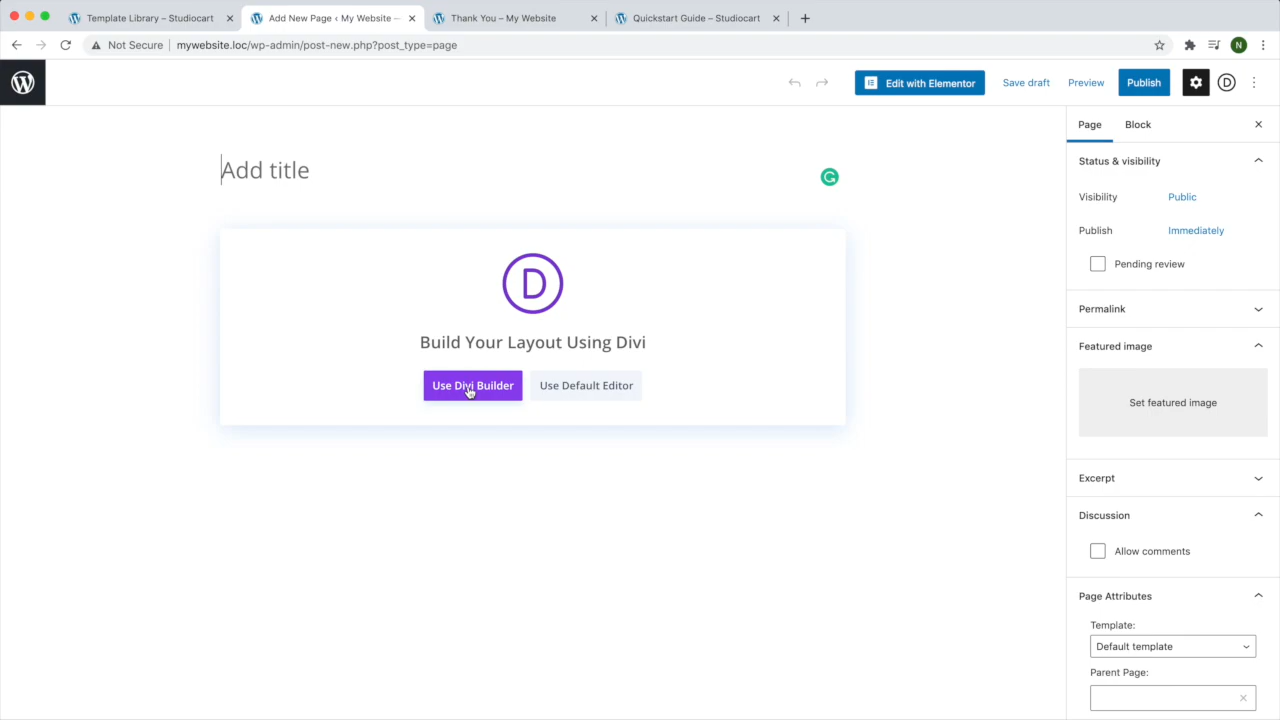 Template Library – Studiocart
Add New Page ‹ My Website —
Thank You – My Website
Quickstart Guide – Studiocart
Not Secure
mywebsite.loc/wp-admin/post-new.php?post_type=page
N
Edit with Elementor
Save draft
Preview
Publish
D
Page
Block
Add title
Status & visibility
Visibility
Public
Publish
Immediately
Pending review
D
Build Your Layout Using Divi
Use Divi Builder
Use Default Editor
Permalink
Featured image
Set featured image
Excerpt
Discussion
Allow comments
Page Attributes
Template:
Default template
Parent Page: